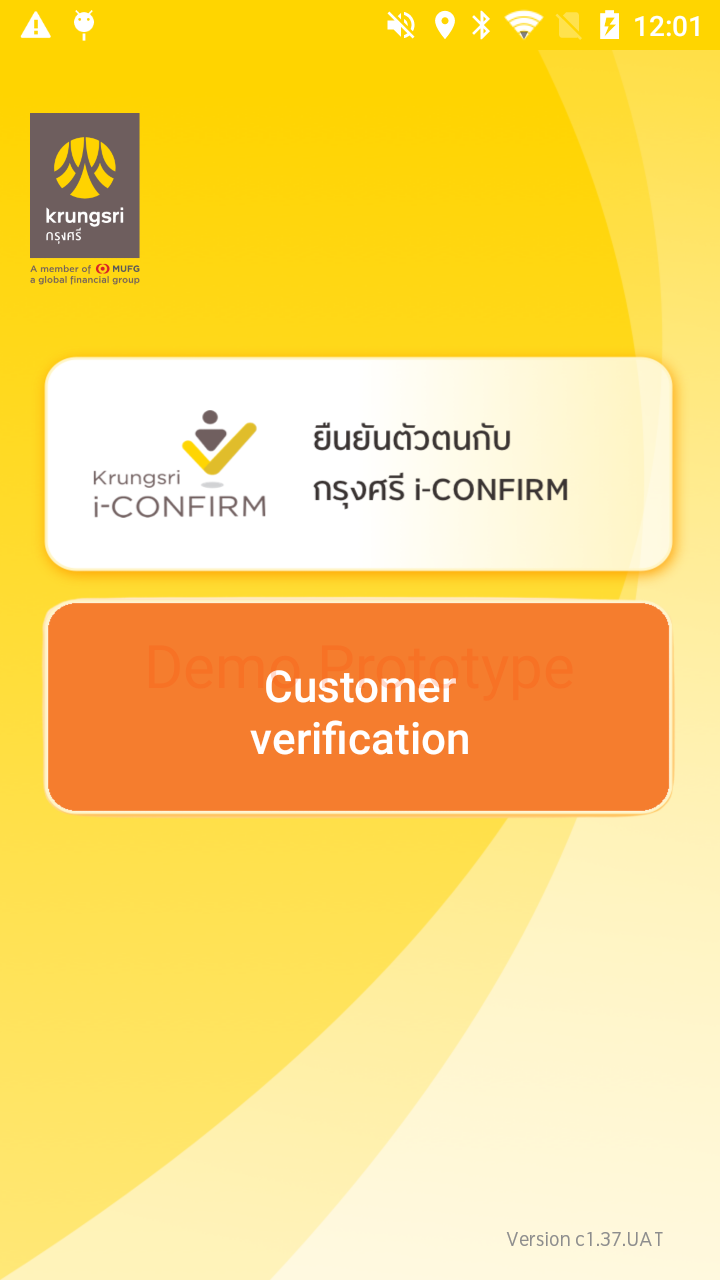 12:01
krungsri
กรุงศรี
A member of MUFG
a global financial group
Krungsri
i-CONFIRM
ยืนยันตัวตนกับ
กรุงศรี i-CONFIRM
Demo Prototype
Customer
verification
Version c1.37.UAT